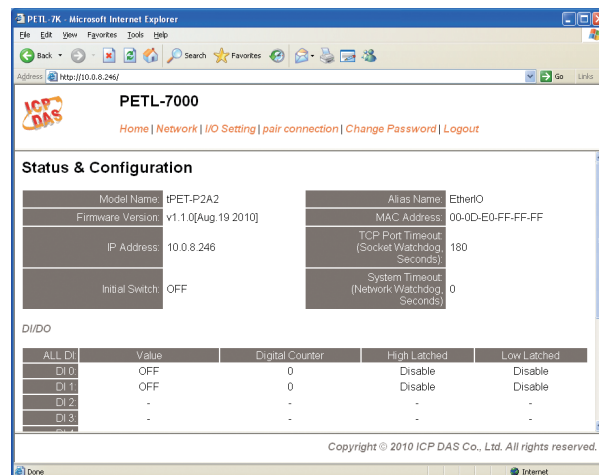 PETL-7K - Microsoft Internet Explorer
File Edit View Favorites Tools Help
Back Search Favorites
Address http://10.0.8.246/ Go Links
ICP DAS
PETL-7000
Home | Network | I/O Setting | pair connection | Change Password | Logout
Status & Configuration
Model Name: tPET-P2A2 Alias Name: EtherIO
Firmware Version: v1.1.0[Aug.19 2010] MAC Address: 00-0D-E0-FF-FF-FF
IP Address: 10.0.8.246 TCP Port Timeout: (Socket Watchdog, Seconds): 180
Initial Switch: OFF System Timeout: (Network Watchdog, Seconds) 0
DI/DO
ALL DI: Value Digital Counter High Latched Low Latched
DI 0: OFF 0 Disable Disable
DI 1: OFF 0 Disable Disable
DI 2: - - - -
DI 3: - - - -
Copyright © 2010 ICP DAS Co., Ltd. All rights reserved.
Done Internet